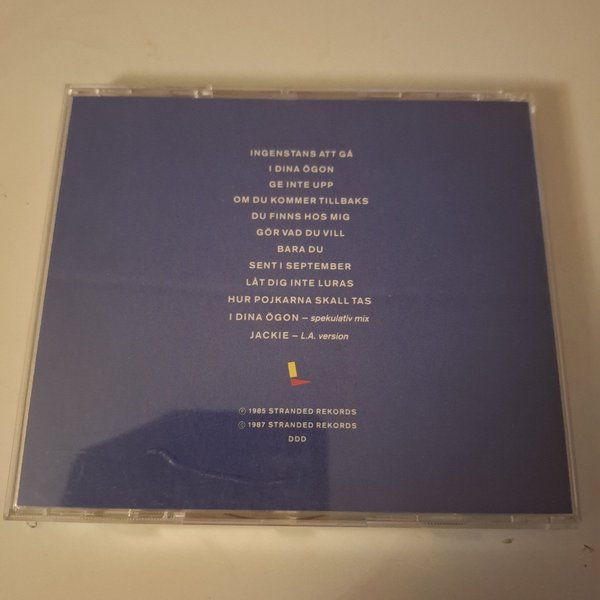 INGENSTANS ATT GÅ
I DINA ÖGON
GE INTE UPP
OM DU KOMMER TILLBAKS
DU FINNS HOS MIG
GÖR VAD DU VILL
BARA DU
SENT I SEPTEMBER
LÅT DIG INTE LURAS
HUR POJKARNA SKALL TAS
I DINA ÖGON – spekulativ mix
JACKIE – L.A. version
Ⓟ 1985 STRANDED REKORDS
© 1987 STRANDED REKORDS
DDD